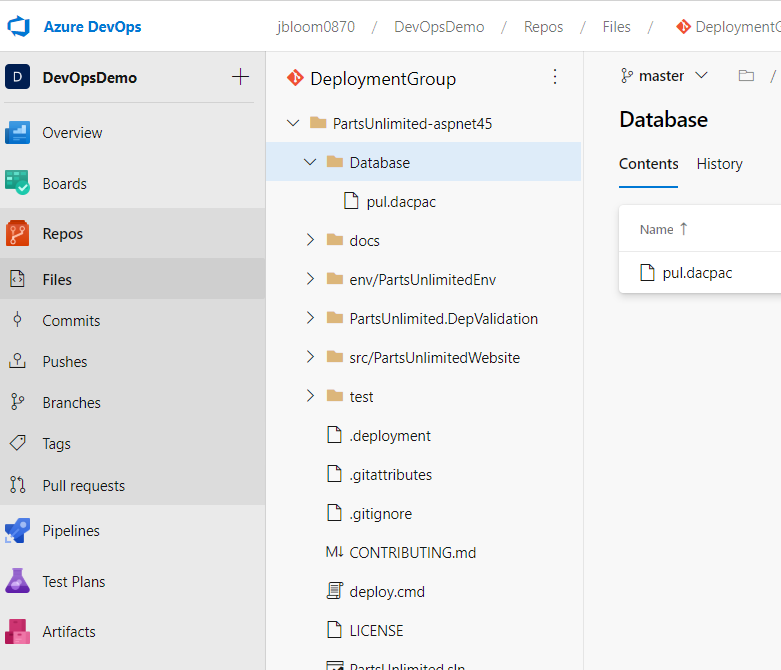 Azure DevOps
jbloom0870 / DevOpsDemo / Repos / Files / DeploymentG
D DevOpsDemo
Overview
Boards
Repos
Files
Commits
Pushes
Branches
Tags
Pull requests
Pipelines
Test Plans
Artifacts
DeploymentGroup
PartsUnlimited-aspnet45
Database
pul.dacpac
docs
env/PartsUnlimitedEnv
PartsUnlimited.DepValidation
src/PartsUnlimitedWebsite
test
.deployment
.gitattributes
.gitignore
M↓ CONTRIBUTING.md
deploy.cmd
LICENSE
PartsUnlimited.sln
master /
Database
Contents History
Name ↑
pul.dacpac